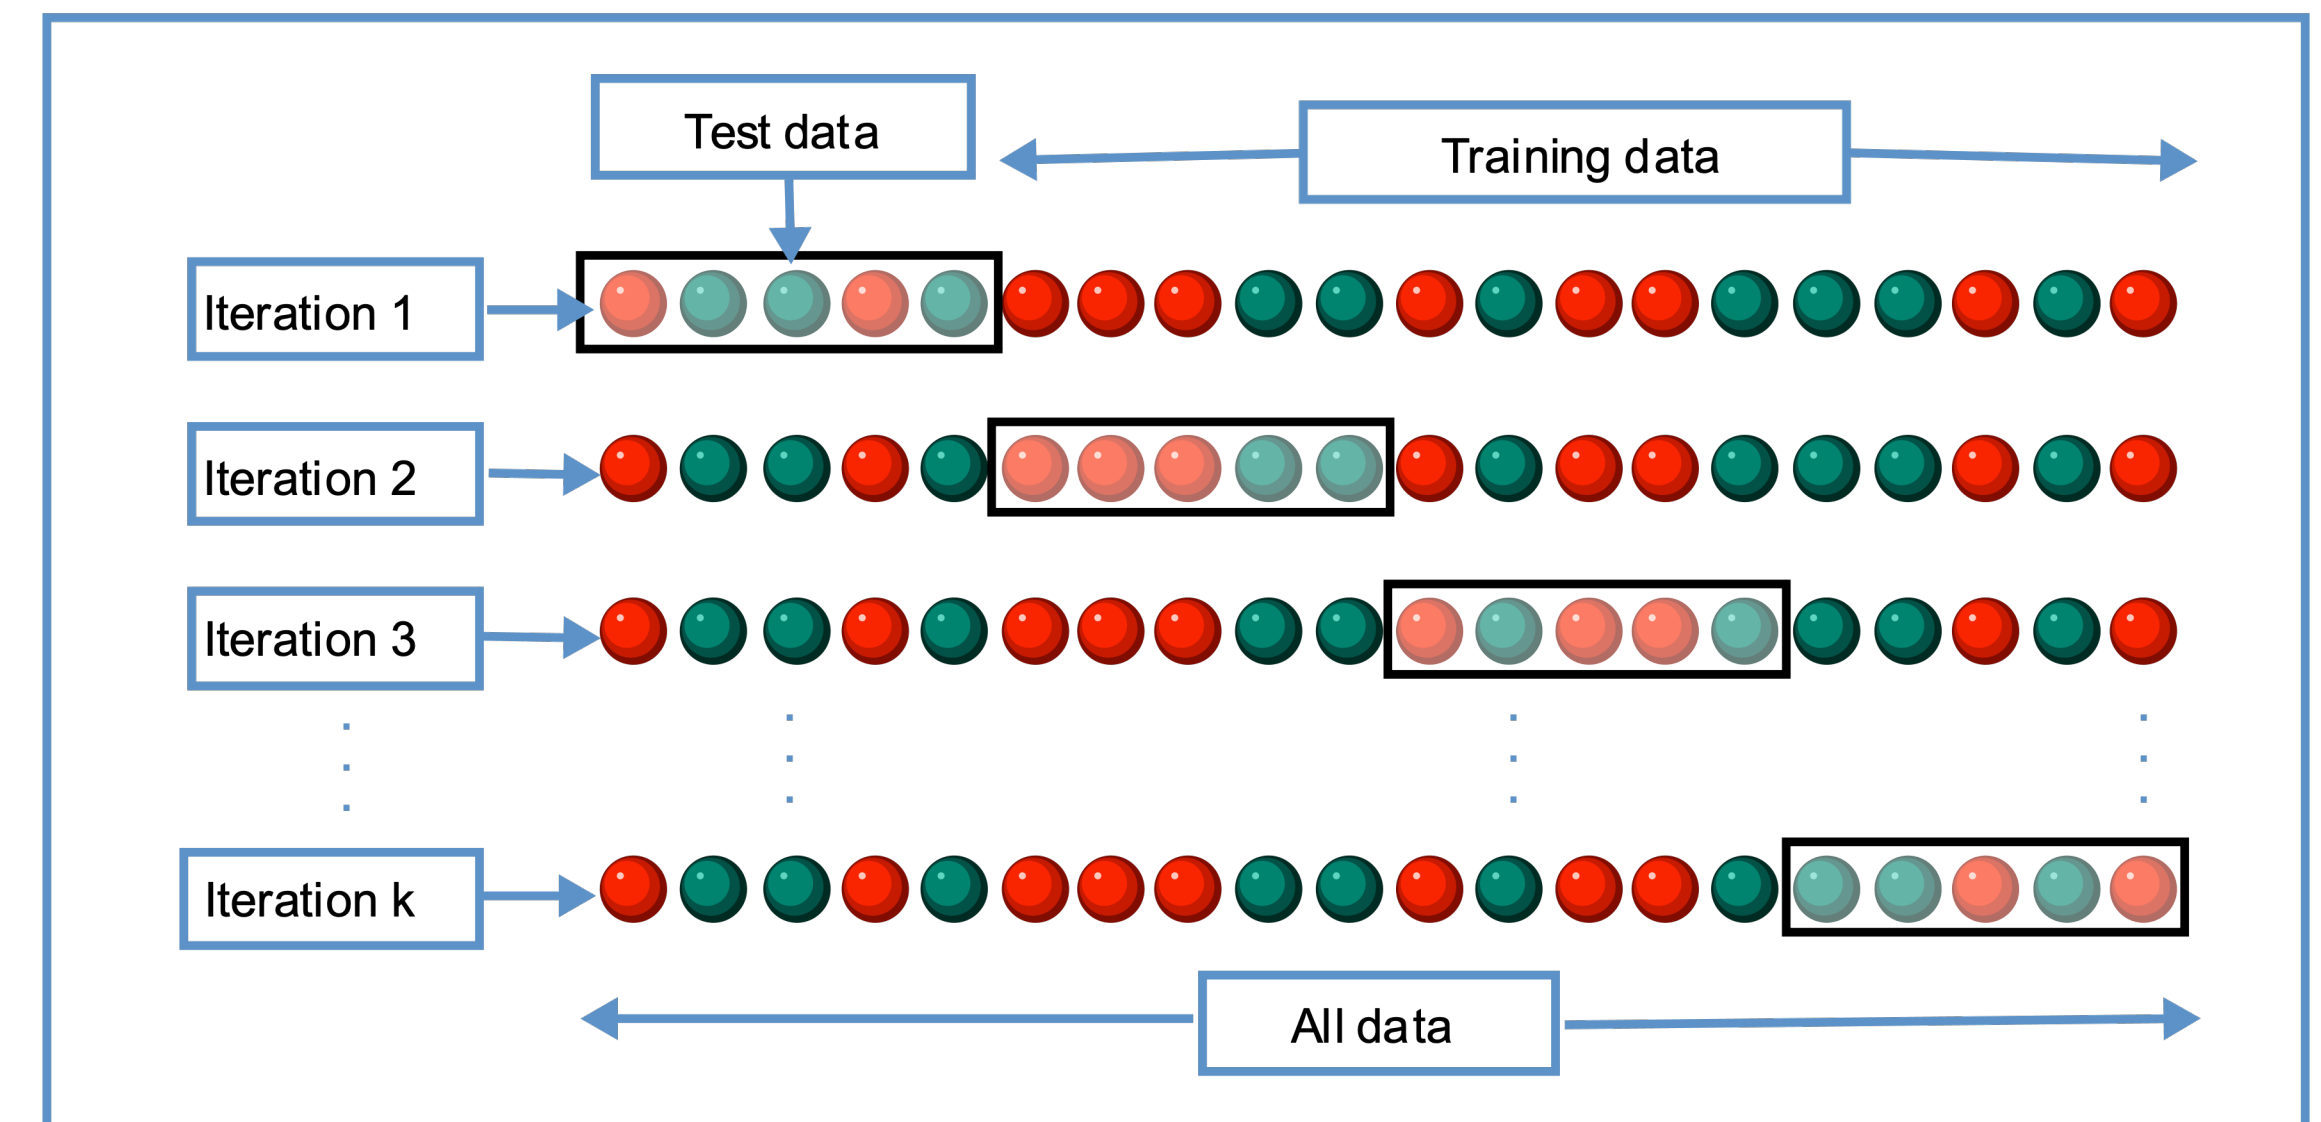 Test data
Training data
Iteration 1
Iteration 2
Iteration 3
Iteration k
All data